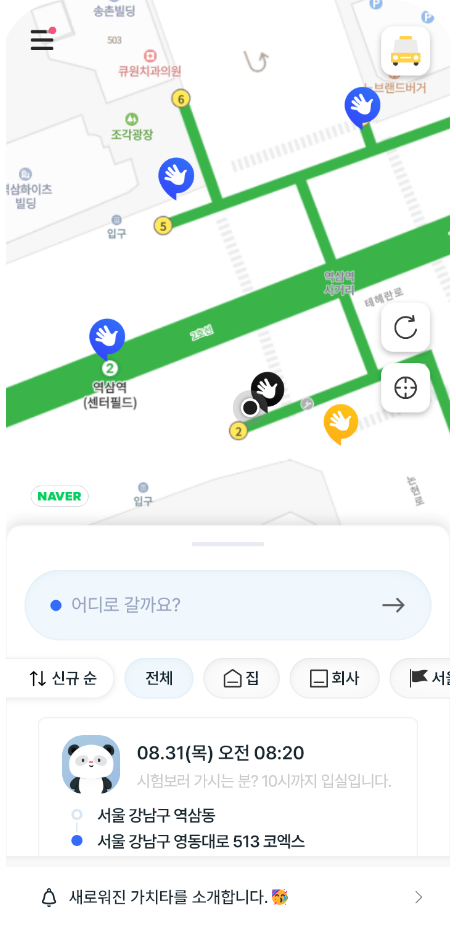 송촌빌딩
503
큐원치과의원
6
노브랜드버거
조각광장
역삼하이츠
빌딩
5
입구
역삼역
사거리
테헤란로
2호선
2
역삼역
(센터필드)
2
입구
NAVER
어디로 갈까요?
신규 순
전체
집
회사
서울
08.31(목) 오전 08:20
시험보러 가시는 분? 10시까지 입실입니다.
서울 강남구 역삼동
서울 강남구 영동대로 513 코엑스
새로워진 가치타를 소개합니다.